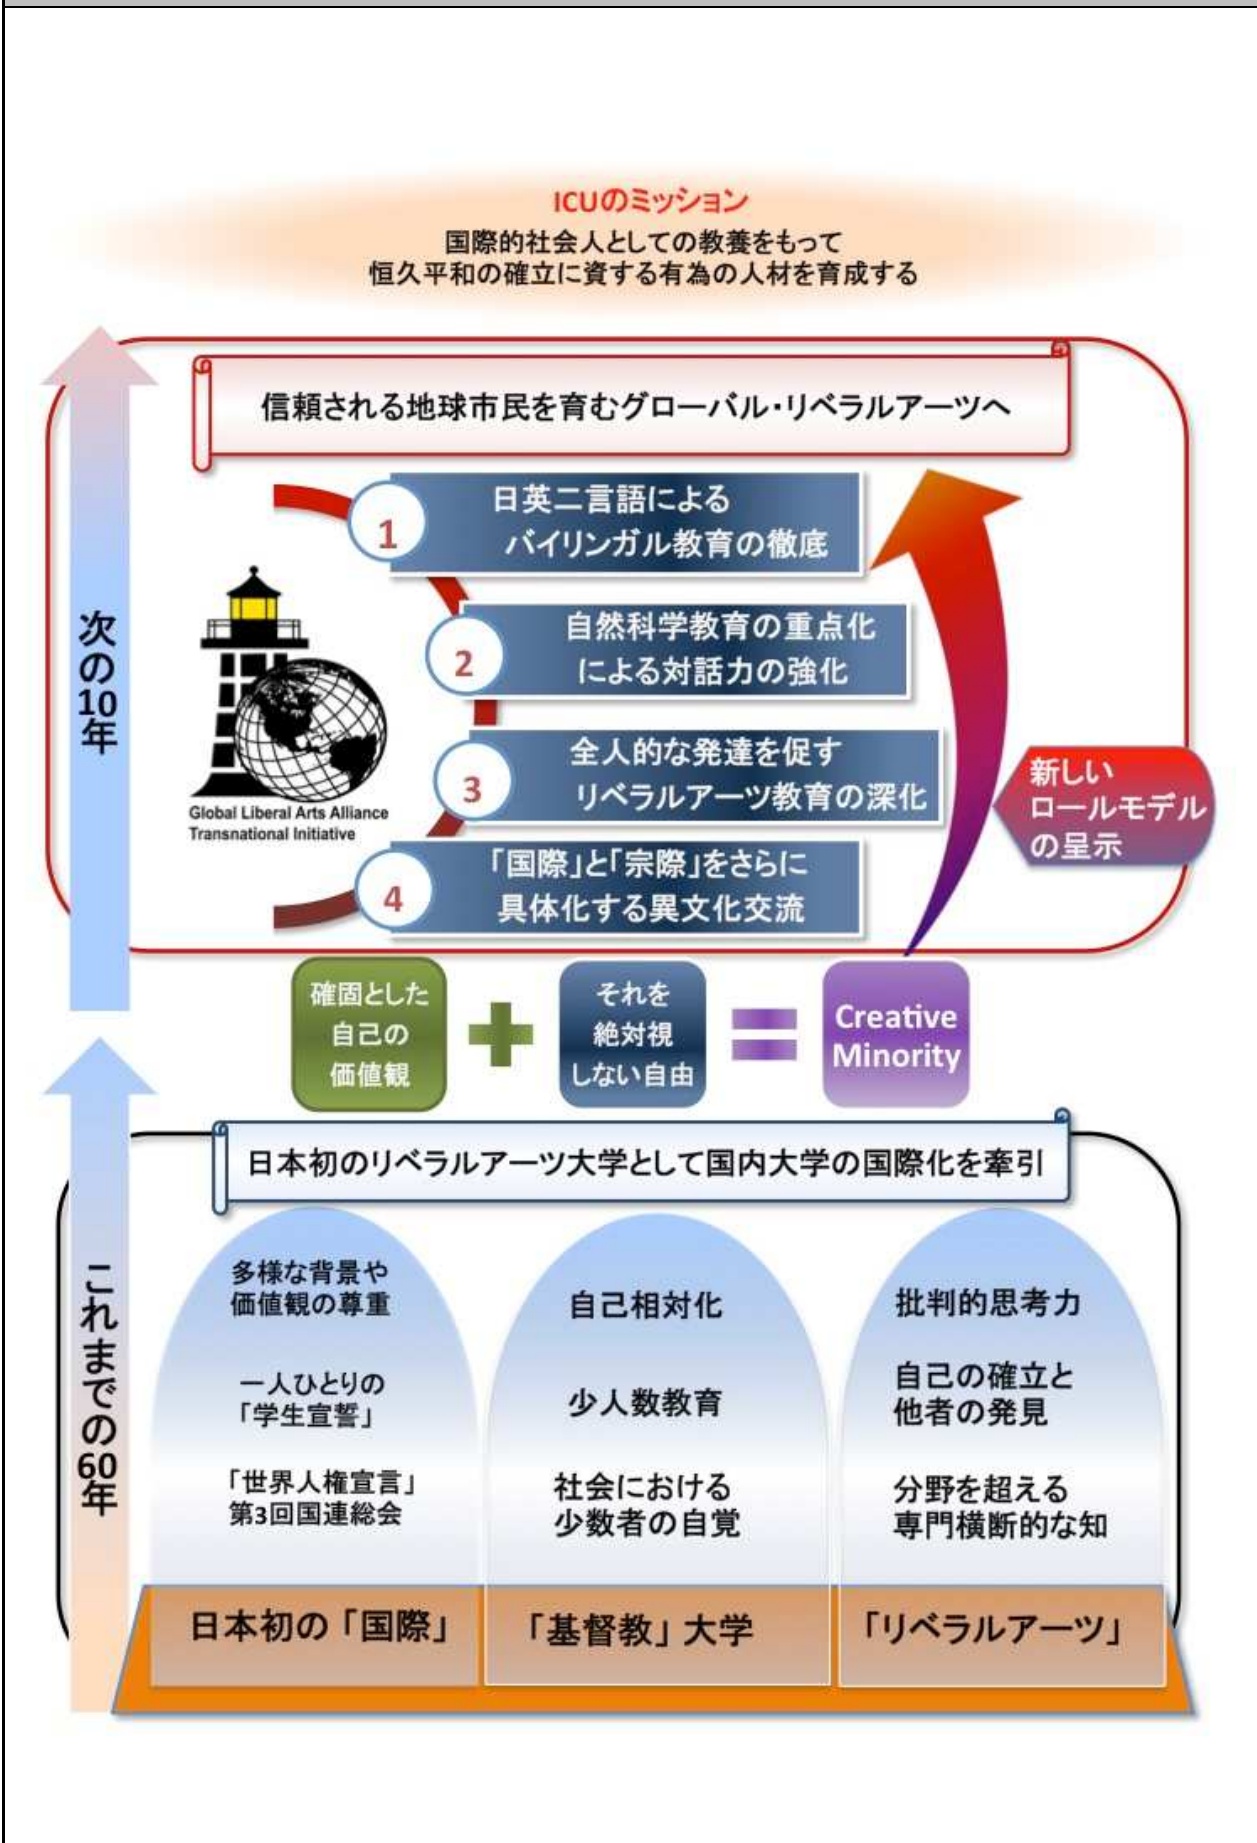 ICUのミッション
国際的社会人としての教養をもって
恒久平和の確立に資する有為の人材を育成する
信頼される地球市民を育むグローバル・リベラルアーツへ
次の10年
1
日英二言語による
バイリンガル教育の徹底
2
自然科学教育の重点化
による対話力の強化
3
全人的な発達を促す
リベラルアーツ教育の深化
4
「国際」と「宗際」をさらに
具体化する異文化交流
Global Liberal Arts Alliance
Transnational Initiative
新しい
ロールモデル
の呈示
確固とした
自己の
価値観
それを
絶対視
しない自由
Creative
Minority
日本初のリベラルアーツ大学として国内大学の国際化を牽引
これまでの60年
多様な背景や
価値観の尊重
一人ひとりの
「学生宣誓」
「世界人権宣言」
第3回国連総会
日本初の「国際」
自己相対化
少人数教育
社会における
少数者の自覚
「基督教」大学
批判的思考力
自己の確立と
他者の発見
分野を超える
専門横断的な知
「リベラルアーツ」